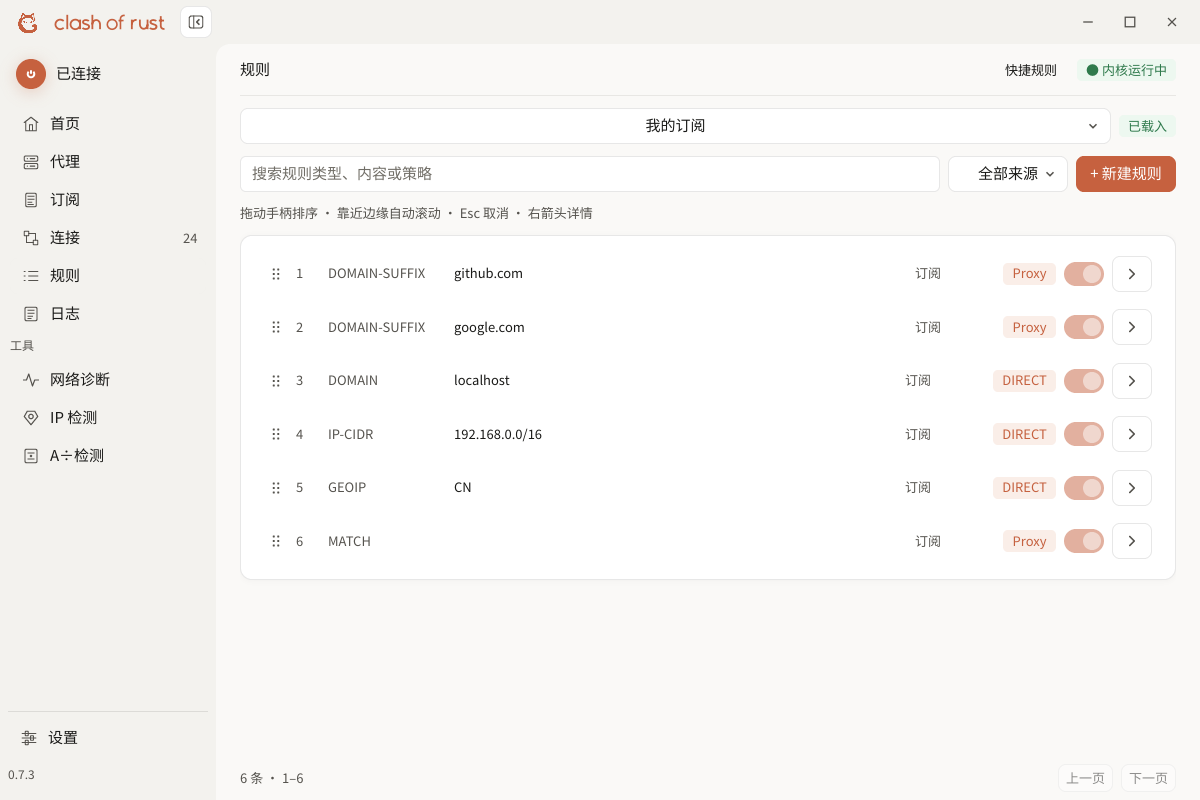 clash of rust
已连接
首页
代理
订阅
连接 24
规则
日志
工具
网络诊断
IP 检测
A÷检测
设置
0.7.3
规则
快捷规则
内核运行中
我的订阅
已载入
搜索规则类型、内容或策略
全部来源
+ 新建规则
拖动手柄排序 · 靠近边缘自动滚动 · Esc 取消 · 右箭头详情
1 DOMAIN-SUFFIX github.com 订阅 Proxy
2 DOMAIN-SUFFIX google.com 订阅 Proxy
3 DOMAIN localhost 订阅 DIRECT
4 IP-CIDR 192.168.0.0/16 订阅 DIRECT
5 GEOIP CN 订阅 DIRECT
6 MATCH 订阅 Proxy
6 条 · 1–6
上一页
下一页